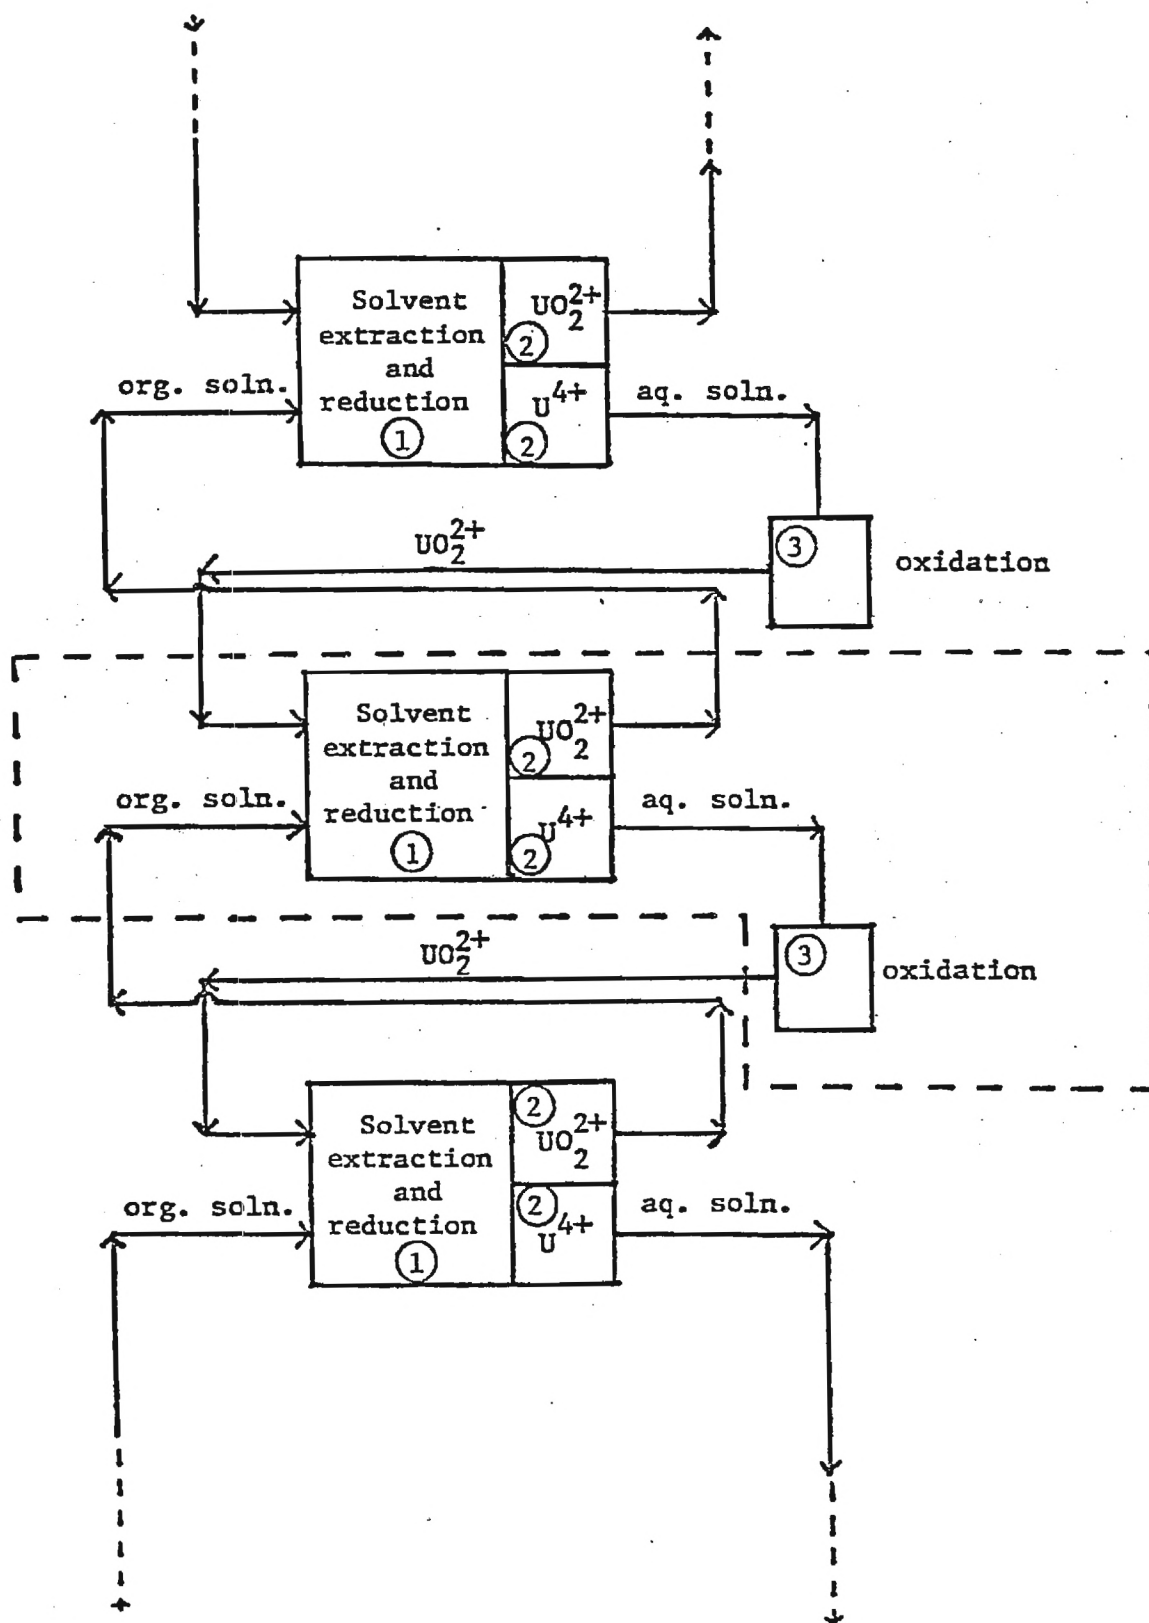 Solvent
extraction
and
reduction
①
UO₂²⁺
②
U⁴⁺
②
org. soln.
aq. soln.
③
oxidation
UO₂²⁺
Solvent
extraction
and
reduction
①
UO₂²⁺
②
U⁴⁺
②
org. soln.
aq. soln.
③
oxidation
UO₂²⁺
Solvent
extraction
and
reduction
①
②
UO₂²⁺
②
U⁴⁺
org. soln.
aq. soln.